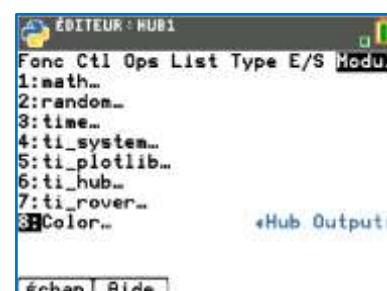 ÉDITEUR : HUB1
Fonc Ctl Ops List Type E/S Modu
1:math…
2:random…
3:time…
4:ti_system…
5:ti_plotlib…
6:ti_hub…
7:ti_rover…
8:Color… ◂Hub Output
échap Aide